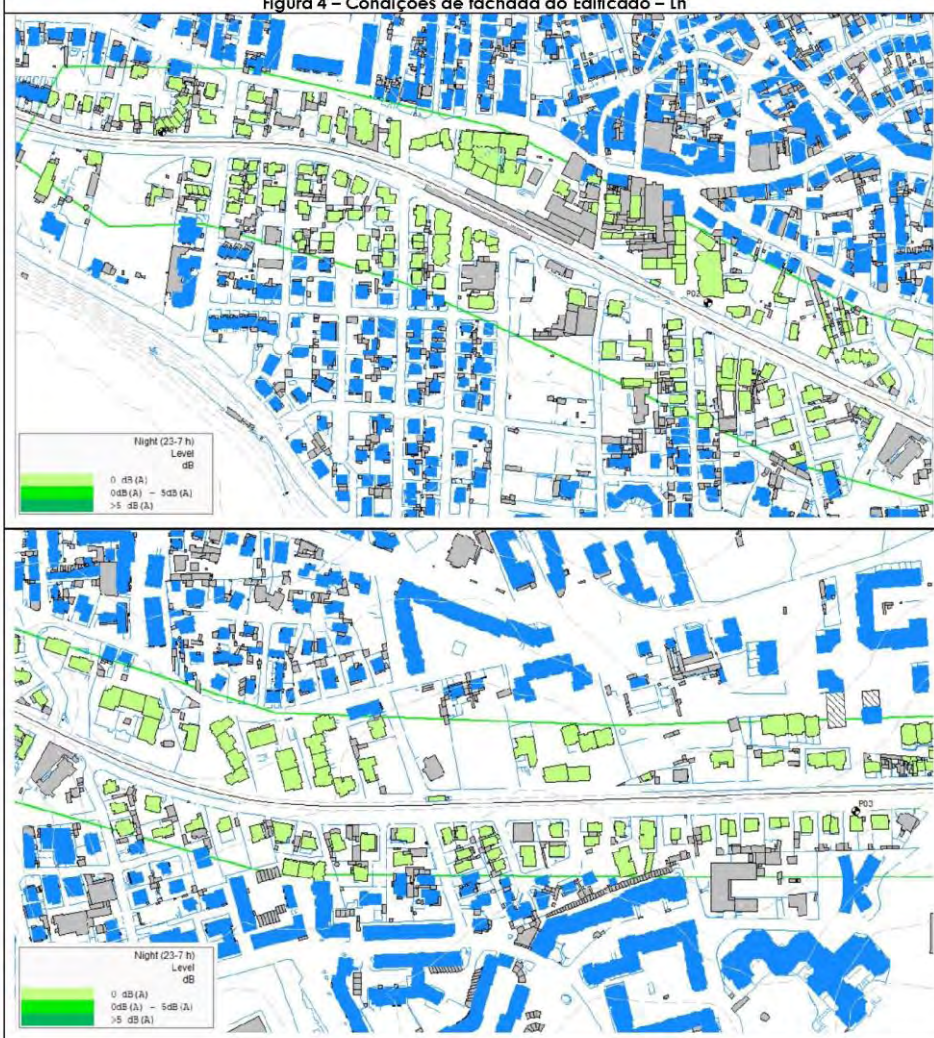 Figura 4 – Condições de fachada do Edificado – Ln
P02
Night (23-7 h)
Level
dB
0 dB(A)
0dB(A) - 5dB(A)
>5 dB(A)
P03
Night (23-7 h)
Level
dB
0 dB(A)
0dB(A) - 5dB(A)
>5 dB(A)